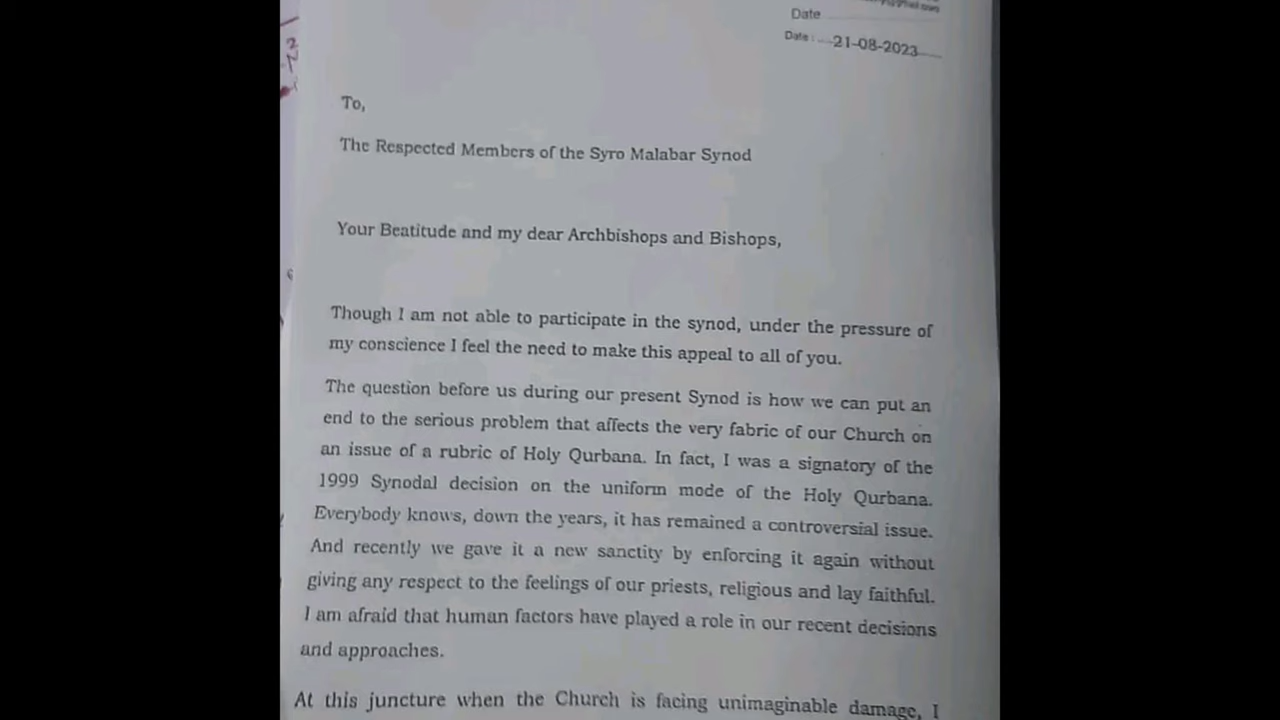 Date
Date : 21-08-2023
To,
The Respected Members of the Syro Malabar Synod
Your Beatitude and my dear Archbishops and Bishops,
Though I am not able to participate in the synod, under the pressure of
my conscience I feel the need to make this appeal to all of you.
The question before us during our present Synod is how we can put an
end to the serious problem that affects the very fabric of our Church on
an issue of a rubric of Holy Qurbana. In fact, I was a signatory of the
1999 Synodal decision on the uniform mode of the Holy Qurbana.
Everybody knows, down the years, it has remained a controversial issue.
And recently we gave it a new sanctity by enforcing it again without
giving any respect to the feelings of our priests, religious and lay faithful.
I am afraid that human factors have played a role in our recent decisions
and approaches.
At this juncture when the Church is facing unimaginable damage, I